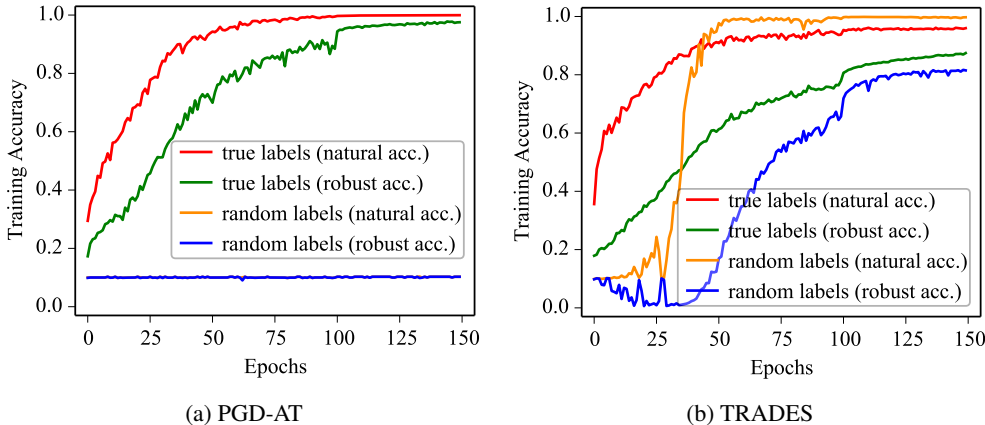 1.0
0.8
0.6
0.4
0.2
0.0
Training Accuracy
true labels (natural acc.)
true labels (robust acc.)
random labels (natural acc.)
random labels (robust acc.)
0 25 50 75 100 125 150
Epochs
(a) PGD-AT
1.0
0.8
0.6
0.4
0.2
0.0
Training Accuracy
true labels (natural acc.)
true labels (robust acc.)
random labels (natural acc.)
random labels (robust acc.)
0 25 50 75 100 125 150
Epochs
(b) TRADES